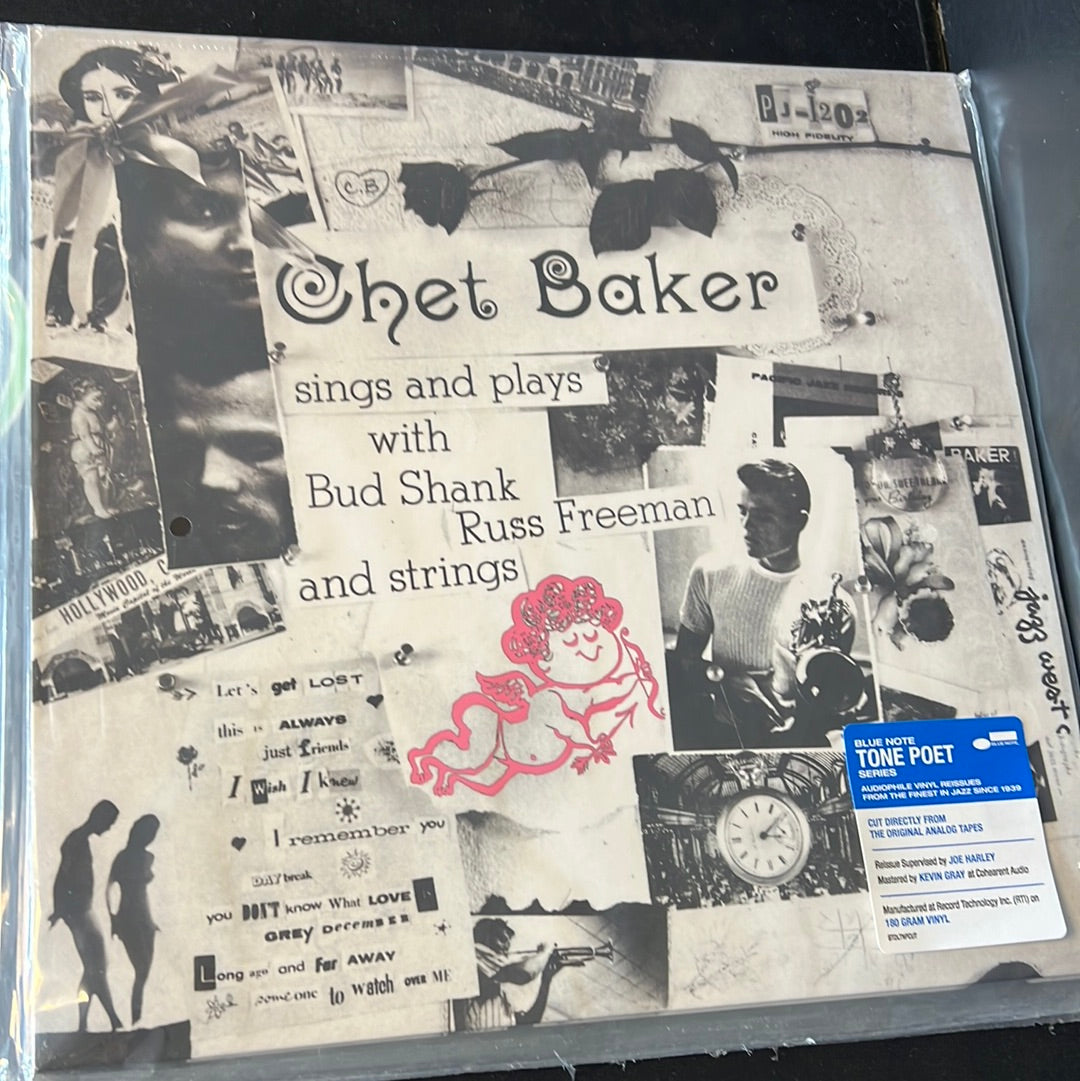 PJ-1202
HIGH FIDELITY
C.B
Chet Baker
sings and plays
with
Bud Shank
Russ Freeman
and strings
PACIFIC JAZZ
BAKER
HOLLYWOOD, C
jazz west c
Let's get LOST
this is ALWAYS
just friends
I Wish I knew
I remember you
DAY break
you DON'T know What LOVE
GREY DECEMBER
Long ago and Far AWAY
someone to watch over ME
BLUE NOTE
BLUE NOTE
TONE POET
SERIES
AUDIOPHILE VINYL REISSUES
FROM THE FINEST IN JAZZ SINCE 1939
CUT DIRECTLY FROM
THE ORIGINAL ANALOG TAPES
Reissue Supervised by JOE HARLEY
Mastered by KEVIN GRAY at Cohearent Audio
Manufactured at Record Technology Inc. (RTI) on
180 GRAM VINYL